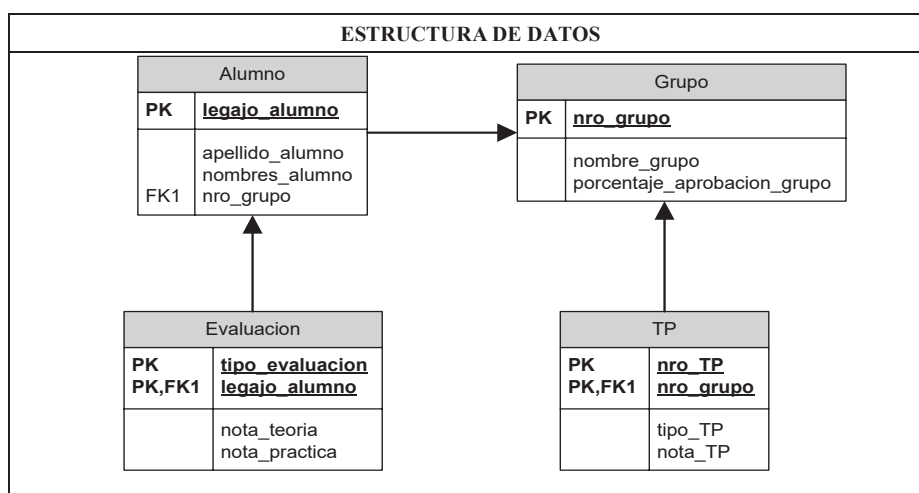 ESTRUCTURA DE DATOS
Alumno
PK legajo_alumno
apellido_alumno
nombres_alumno
FK1 nro_grupo
Grupo
PK nro_grupo
nombre_grupo
porcentaje_aprobacion_grupo
Evaluacion
PK tipo_evaluacion
PK,FK1 legajo_alumno
nota_teoria
nota_practica
TP
PK nro_TP
PK,FK1 nro_grupo
tipo_TP
nota_TP